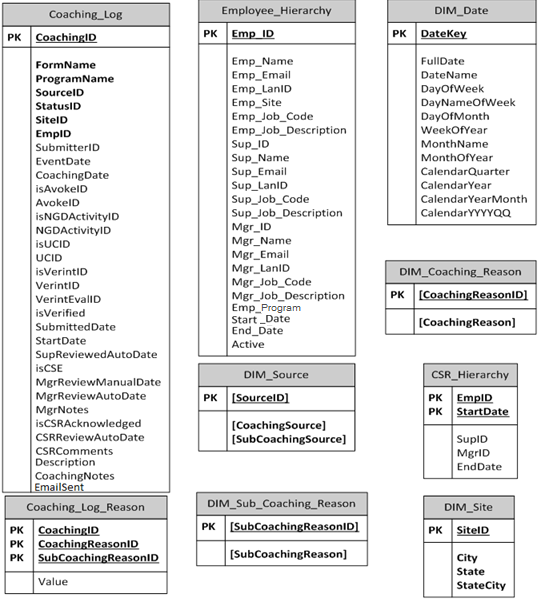 Coaching_Log
PK CoachingID
FormName
ProgramName
SourceID
StatusID
SiteID
EmpID
SubmitterID
EventDate
CoachingDate
isAvokeID
AvokeID
isNGDActivityID
NGDActivityID
isUCID
UCID
isVerintID
VerintID
VerintEvalID
isVerified
SubmittedDate
StartDate
SupReviewedAutoDate
isCSE
MgrReviewManualDate
MgrReviewAutoDate
MgrNotes
isCSRAcknowledged
CSRReviewAutoDate
CSRComments
Description
CoachingNotes
EmailSent
Coaching_Log_Reason
PK CoachingID
PK CoachingReasonID
PK SubCoachingReasonID
Value
Employee_Hierarchy
PK Emp_ID
Emp_Name
Emp_Email
Emp_LanID
Emp_Site
Emp_Job_Code
Emp_Job_Description
Sup_ID
Sup_Name
Sup_Email
Sup_LanID
Sup_Job_Code
Sup_Job_Description
Mgr_ID
Mgr_Name
Mgr_Email
Mgr_LanID
Mgr_Job_Code
Mgr_Job_Description
Emp_Program
Start _Date
End_Date
Active
DIM_Source
PK [SourceID]
[CoachingSource]
[SubCoachingSource]
DIM_Sub_Coaching_Reason
PK [SubCoachingReasonID]
[SubCoachingReason]
DIM_Date
PK DateKey
FullDate
DateName
DayOfWeek
DayNameOfWeek
DayOfMonth
WeekOfYear
MonthName
MonthOfYear
CalendarQuarter
CalendarYear
CalendarYearMonth
CalendarYYYYQQ
DIM_Coaching_Reason
PK [CoachingReasonID]
[CoachingReason]
CSR_Hierarchy
PK EmpID
PK StartDate
SupID
MgrID
EndDate
DIM_Site
PK SiteID
City
State
StateCity